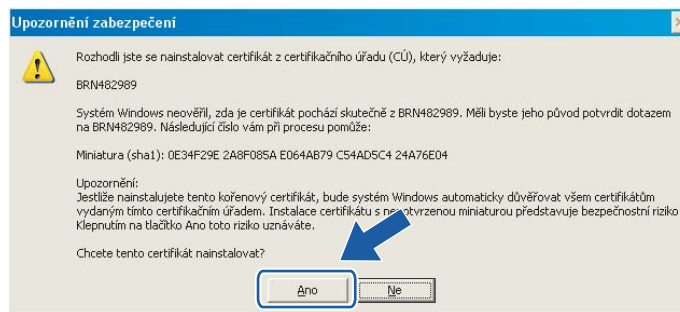 Upozornění zabezpečení
Rozhodli jste se nainstalovat certifikát z certifikačního úřadu (CÚ), který vyžaduje:
BRN482989
Systém Windows neověřil, zda je certifikát pochází skutečně z BRN482989. Měli byste jeho původ potvrdit dotazem
na BRN482989. Následující číslo vám při procesu pomůže:
Miniatura (sha1): 0E34F29E 2A8F085A E064AB79 C54AD5C4 24A76E04
Upozornění:
Jestliže nainstalujete tento kořenový certifikát, bude systém Windows automaticky důvěřovat všem certifikátům
vydaným tímto certifikačním úřadem. Instalace certifikátu s nepotvrzenou miniaturou představuje bezpečnostní riziko
Klepnutím na tlačítko Ano toto riziko uznáváte.
Chcete tento certifikát nainstalovat?
Ano Ne